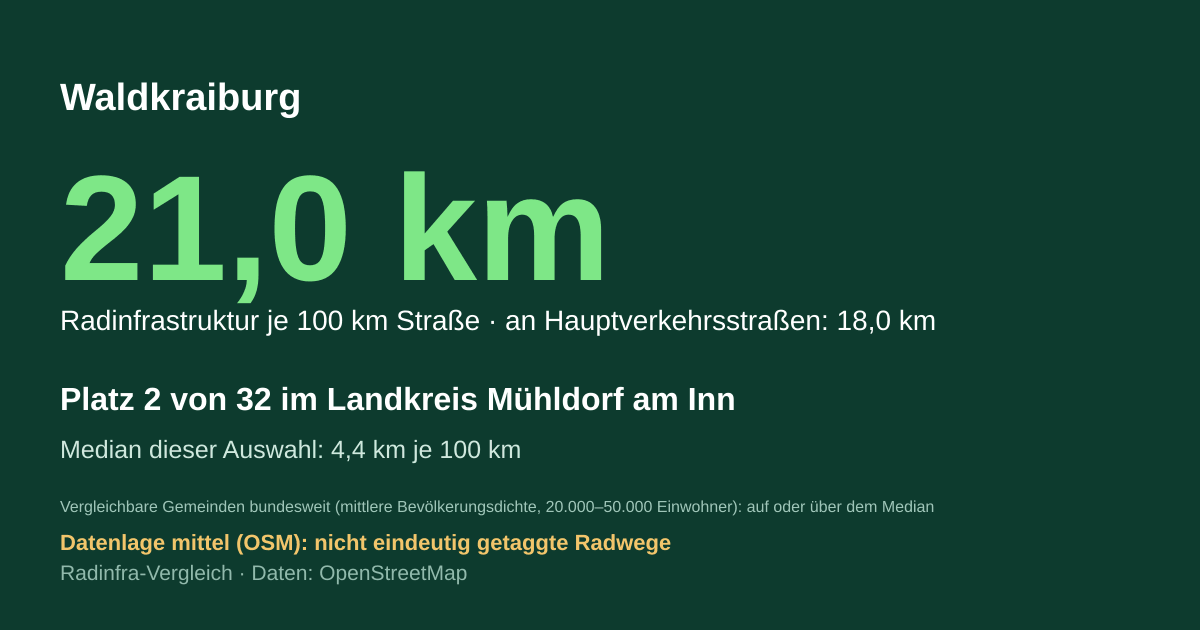 Waldkraiburg
21,0 km
Radinfrastruktur je 100 km Straße · an Hauptverkehrsstraßen: 18,0 km
Platz 2 von 32 im Landkreis Mühldorf am Inn
Median dieser Auswahl: 4,4 km je 100 km
Vergleichbare Gemeinden bundesweit (mittlere Bevölkerungsdichte, 20.000–50.000 Einwohner): auf oder über dem Median
Datenlage mittel (OSM): nicht eindeutig getaggte Radwege
Radinfra-Vergleich · Daten: OpenStreetMap